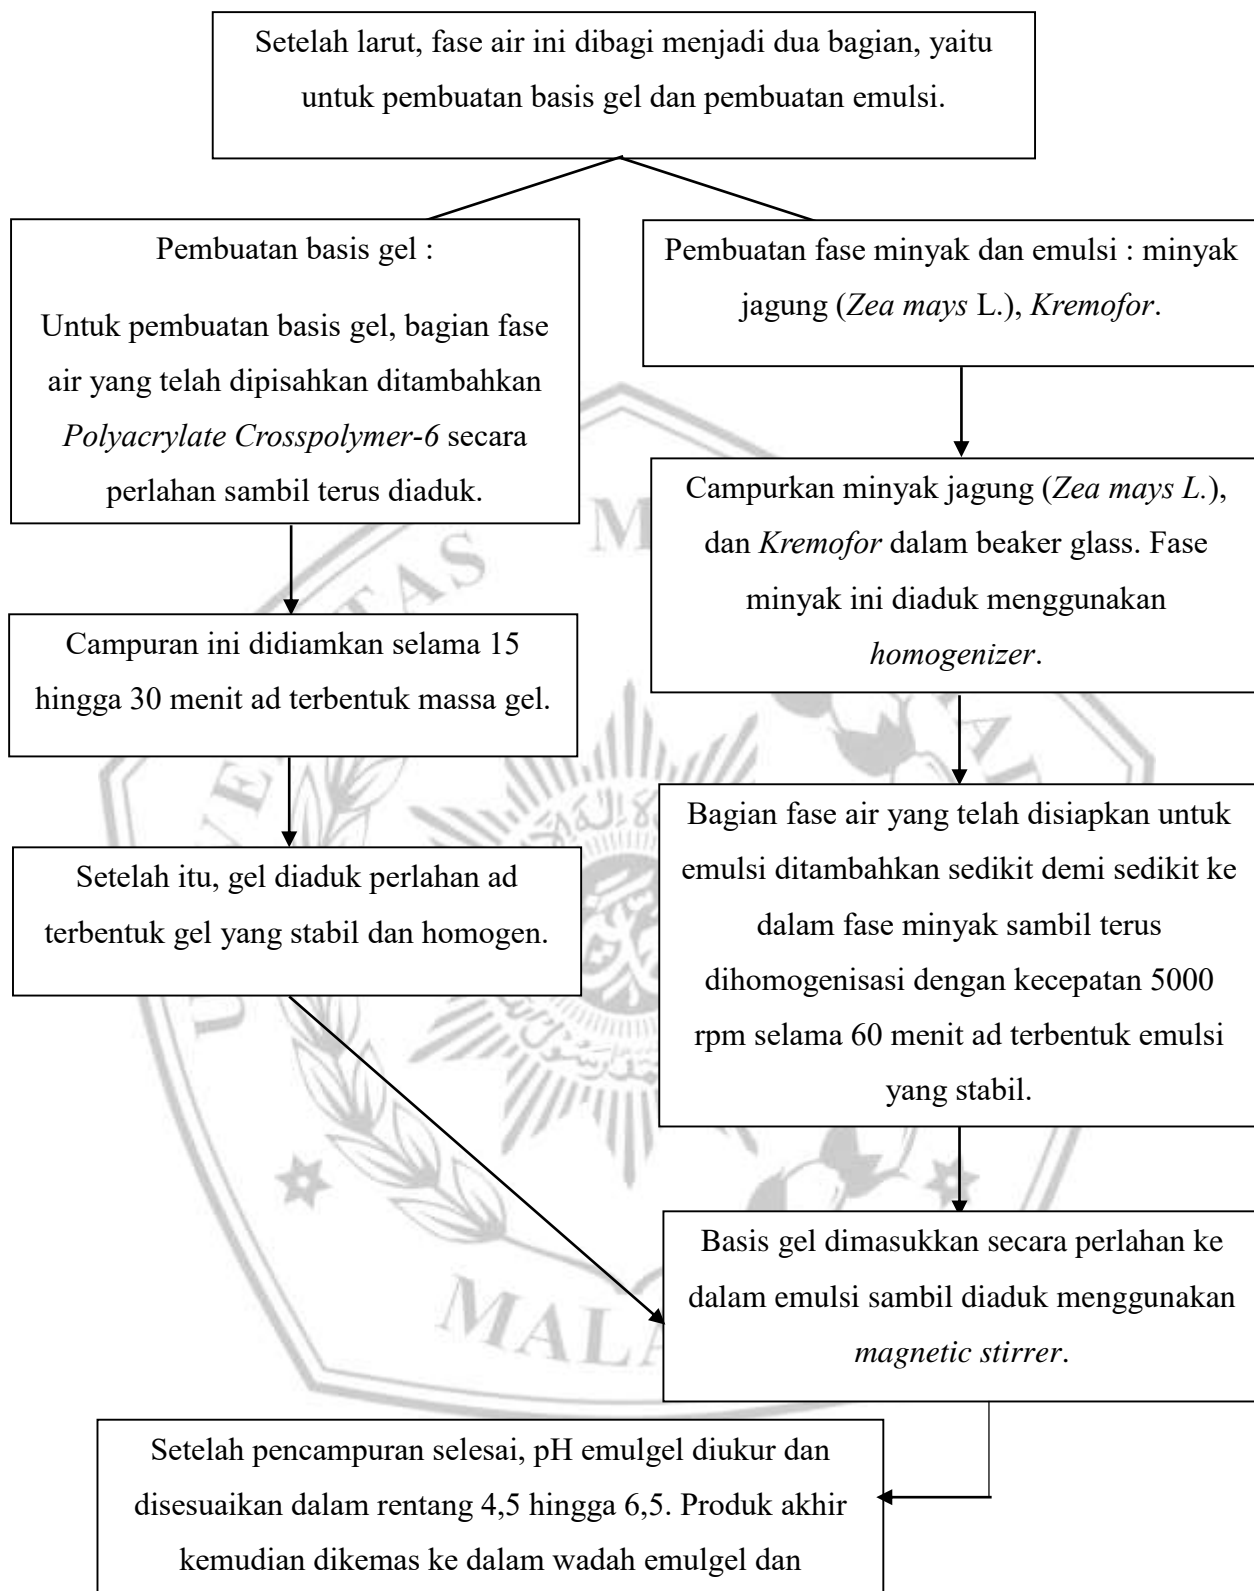 Setelah larut, fase air ini dibagi menjadi dua bagian, yaitu
untuk pembuatan basis gel dan pembuatan emulsi.
Pembuatan basis gel :
Untuk pembuatan basis gel, bagian fase
air yang telah dipisahkan ditambahkan
Polyacrylate Crosspolymer-6 secara
perlahan sambil terus diaduk.
Campuran ini didiamkan selama 15
hingga 30 menit ad terbentuk massa gel.
Setelah itu, gel diaduk perlahan ad
terbentuk gel yang stabil dan homogen.
Pembuatan fase minyak dan emulsi : minyak
jagung (Zea mays L.), Kremofor.
Campurkan minyak jagung (Zea mays L.),
dan Kremofor dalam beaker glass. Fase
minyak ini diaduk menggunakan
homogenizer.
Bagian fase air yang telah disiapkan untuk
emulsi ditambahkan sedikit demi sedikit ke
dalam fase minyak sambil terus
dihomogenisasi dengan kecepatan 5000
rpm selama 60 menit ad terbentuk emulsi
yang stabil.
Basis gel dimasukkan secara perlahan ke
dalam emulsi sambil diaduk menggunakan
magnetic stirrer.
Setelah pencampuran selesai, pH emulgel diukur dan
disesuaikan dalam rentang 4,5 hingga 6,5. Produk akhir
kemudian dikemas ke dalam wadah emulgel dan